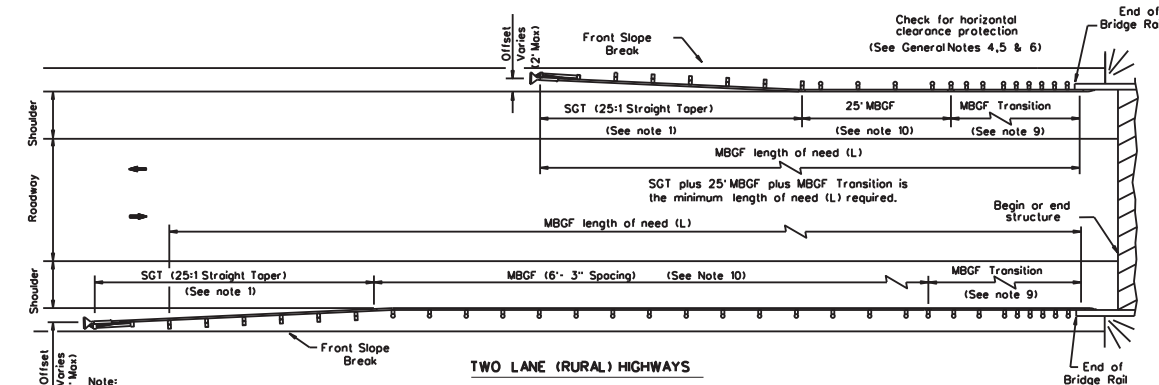 Check for horizontal
clearance protection
(See General Notes 4,5 & 6)
End of
Bridge
Offset
Varies
(2' Max)
Front Slope
Break
Shoulder
SGT (25:1 Straight Taper)
(See note 1)
25' MBGF
(See note 10)
MBGF Transition
(See note 9)
MBGF length of need (L)
SGT plus 25' MBGF plus MBGF Transition is
the minimum length of need (L) required.
Roadway
Begin or end
structure
MBGF length of need (L)
Shoulder
SGT (25:1 Straight Taper)
(See note 1)
MBGF (6'- 3" Spacing) (See Note 10)
MBGF Transition
(See note 9)
Offset
Varies
' Max)
Front Slope
Break
Note:
TWO LANE (RURAL) HIGHWAYS
End of
Bridge Rail